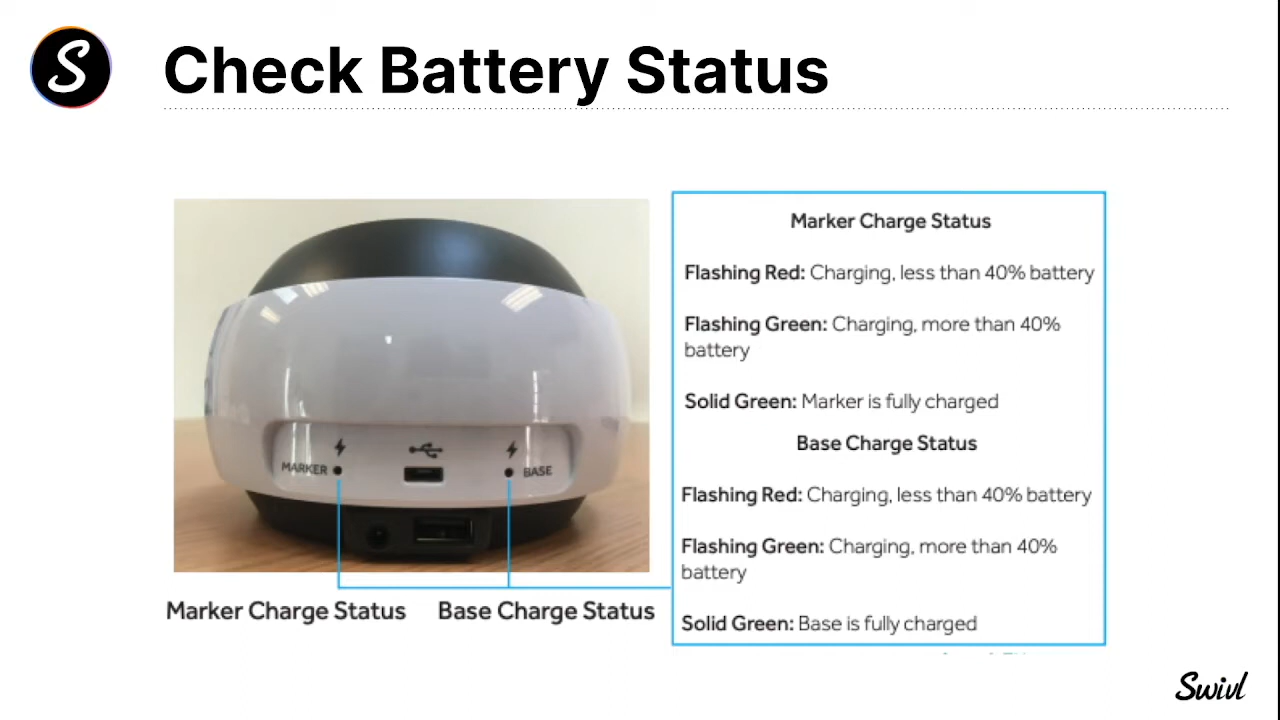 S Check Battery Status
MARKER
BASE
Marker Charge Status
Base Charge Status
Marker Charge Status
Flashing Red: Charging, less than 40% battery
Flashing Green: Charging, more than 40%
battery
Solid Green: Marker is fully charged
Base Charge Status
Flashing Red: Charging, less than 40% battery
Flashing Green: Charging, more than 40%
battery
Solid Green: Base is fully charged
Swivl